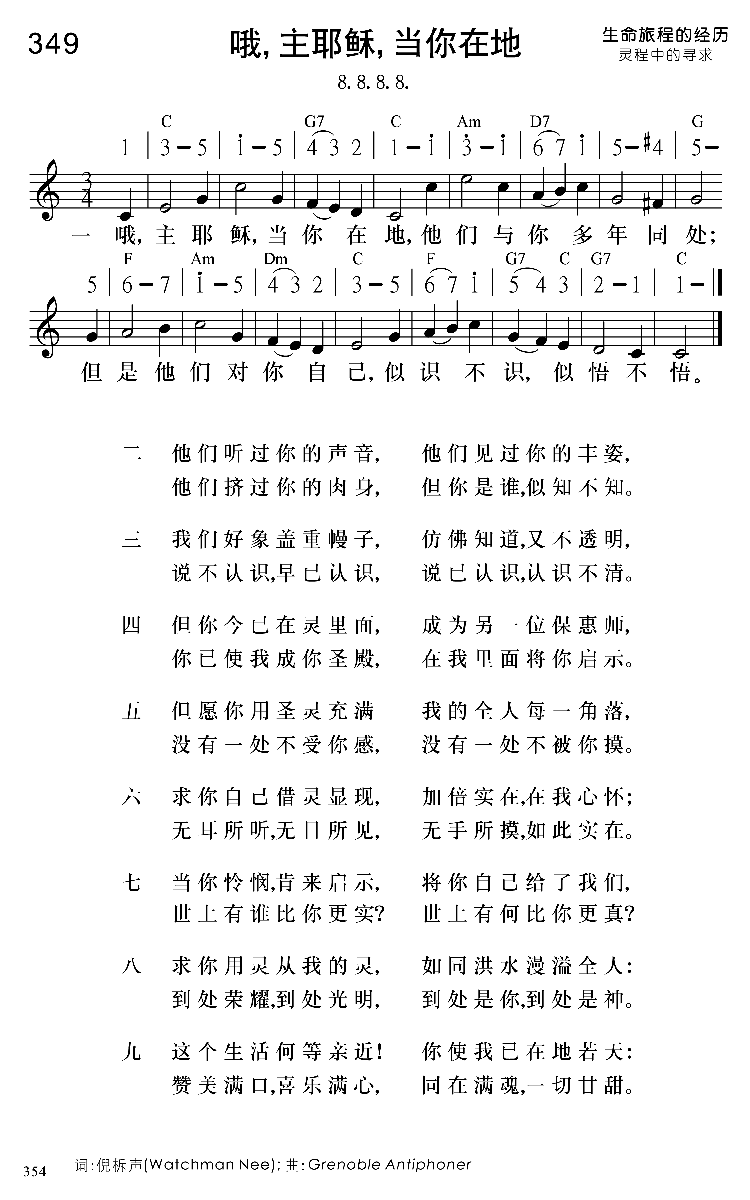 349 哦,主耶稣,当你在地 生命旅程的经历
灵程中的寻求
8. 8. 8. 8.
C G7 C Am D7 G
1 | 3－5 | i－5 | 4 3 2 | 1－i | 3̇－i | 6 7 i | 5－#4 | 5－
3/4
一 哦,主耶稣,当你在地,他们与你多年同处;
F Am Dm C F G7 C G7 C
5 | 6－7 | i－5 | 4 3 2 | 3－5 | 6 7 i | 5 4 3 | 2－1 | 1－‖
但是他们对你自己,似识不识,似悟不悟。
二 他们听过你的声音, 他们见过你的丰姿,
他们挤过你的肉身, 但你是谁,似知不知。
三 我们好象盖重幔子, 仿佛知道,又不透明,
说不认识,早已认识, 说已认识,认识不清。
四 但你今已在灵里面, 成为另一位保惠师,
你已使我成你圣殿, 在我里面将你启示。
五 但愿你用圣灵充满 我的全人每一角落,
没有一处不受你感, 没有一处不被你摸。
六 求你自己借灵显现, 加倍实在,在我心怀;
无耳所听,无目所见, 无手所摸,如此实在。
七 当你怜悯,肯来启示, 将你自己给了我们,
世上有谁比你更实? 世上有何比你更真?
八 求你用灵从我的灵, 如同洪水漫溢全人:
到处荣耀,到处光明, 到处是你,到处是神。
九 这个生活何等亲近! 你使我已在地若天:
赞美满口,喜乐满心, 同在满魂,一切甘甜。
354 词:倪柝声(Watchman Nee); 曲:Grenoble Antiphoner